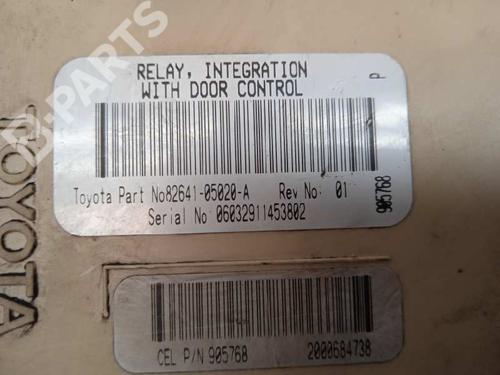 RELAY, INTEGRATION
WITH DOOR CONTROL
P
Toyota Part No82641-05020-A Rev No: 01
Serial No 06032911453802
905768
TOYOTA
CEL P/N 905768 2000684738
B-PARTS